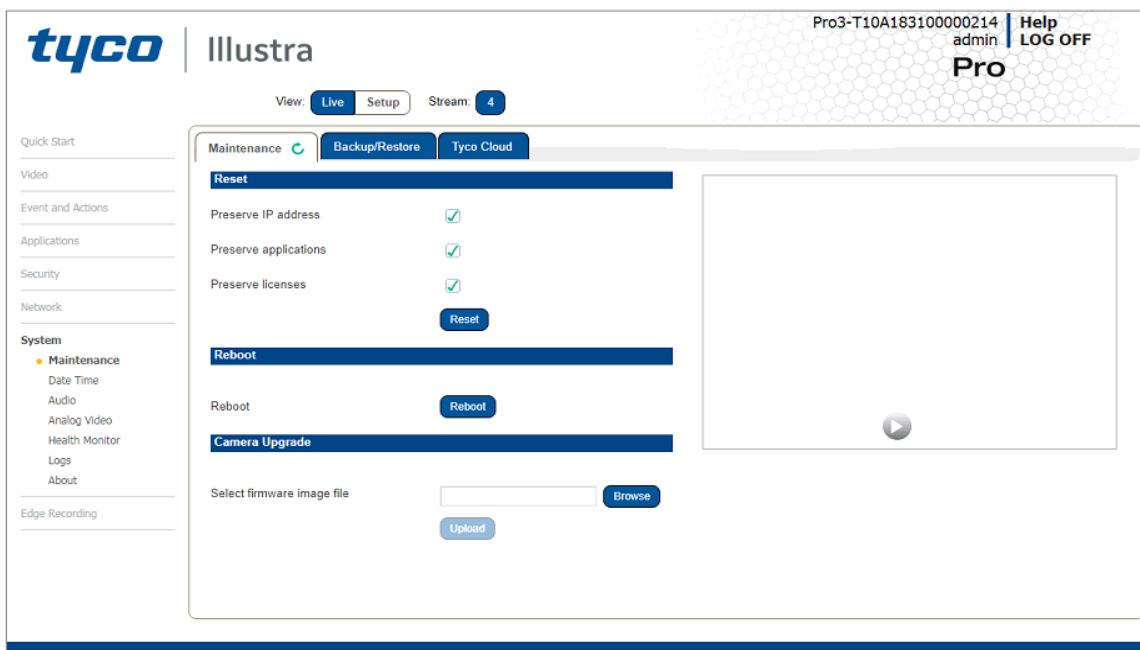 tyco
Illustra
Pro3-T10A183100000214 Help
admin LOG OFF
Pro
View: Live Setup Stream: 4
Quick Start
Video
Event and Actions
Applications
Security
Network
System
Maintenance
Date Time
Audio
Analog Video
Health Monitor
Logs
About
Edge Recording
Maintenance Backup/Restore Tyco Cloud
Reset
Preserve IP address
Preserve applications
Preserve licenses
Reset
Reboot
Reboot Reboot
Camera Upgrade
Select firmware image file Browse
Upload